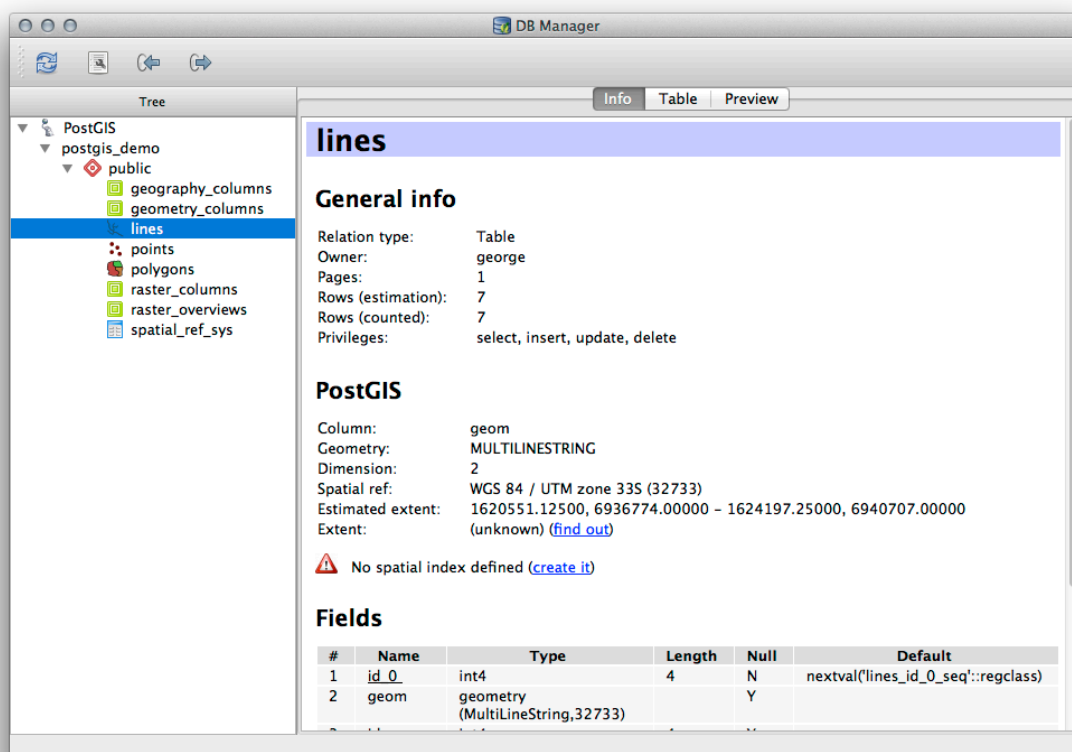 DB Manager
Tree
Info Table Preview
PostGIS
postgis_demo
public
geography_columns
geometry_columns
lines
points
polygons
raster_columns
raster_overviews
spatial_ref_sys
lines
General info
Relation type: Table
Owner: george
Pages: 1
Rows (estimation): 7
Rows (counted): 7
Privileges: select, insert, update, delete
PostGIS
Column: geom
Geometry: MULTILINESTRING
Dimension: 2
Spatial ref: WGS 84 / UTM zone 33S (32733)
Estimated extent: 1620551.12500, 6936774.00000 - 1624197.25000, 6940707.00000
Extent: (unknown) (find out)
No spatial index defined (create it)
Fields
# Name Type Length Null Default
1 id_0 int4 4 N nextval('lines_id_0_seq'::regclass)
2 geom geometry Y
(MultiLineString,32733)